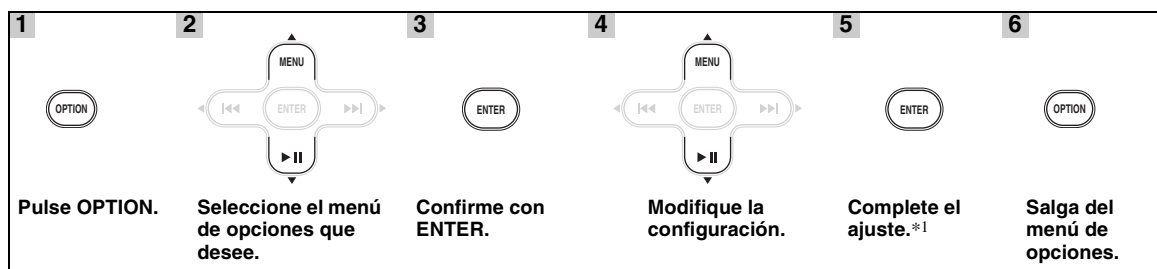 1 2 3 4 5 6
MENU MENU
OPTION ENTER ENTER ENTER ENTER OPTION
Pulse OPTION. Seleccione el menú Confirme con Modifique la Complete el Salga del
de opciones que ENTER. configuración. ajuste.*1 menú de
desee. opciones.